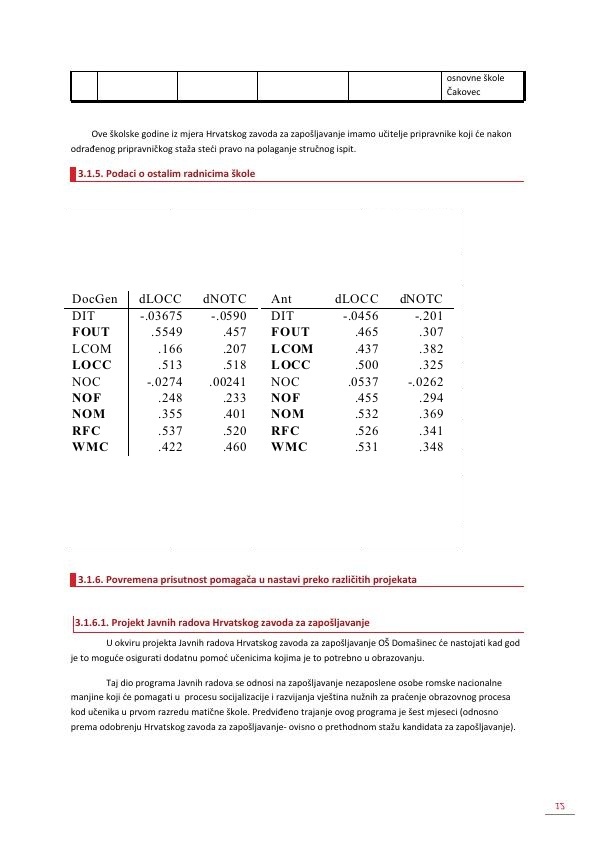 osnovne škole
Čakovec
Ove školske godine iz mjera Hrvatskog zavoda za zapošljavanje imamo učitelje pripravnike koji će nakon
odrađenog pripravničkog staža steći pravo na polaganje stručnog ispit.
3.1.5. Podaci o ostalim radnicima škole
DocGen dLOCC dNOTC Ant dLOCC dNOTC
DIT -.03675 -.0590 DIT -.0456 -.201
FOUT .5549 .457 FOUT .465 .307
LCOM .166 .207 LCOM .437 .382
LOCC .513 .518 LOCC .500 .325
NOC -.0274 .00241 NOC .0537 -.0262
NOF .248 .233 NOF .455 .294
NOM .355 .401 NOM .532 .369
RFC .537 .520 RFC .526 .341
WMC .422 .460 WMC .531 .348
3.1.6. Povremena prisutnost pomagača u nastavi preko različitih projekata
3.1.6.1. Projekt Javnih radova Hrvatskog zavoda za zapošljavanje
U okviru projekta Javnih radova Hrvatskog zavoda za zapošljavanje OŠ Domašinec će nastojati kad god
je to moguće osigurati dodatnu pomoć učenicima kojima je to potrebno u obrazovanju.
Taj dio programa Javnih radova se odnosi na zapošljavanje nezaposlene osobe romske nacionalne
manjine koji će pomagati u procesu socijalizacije i razvijanja vještina nužnih za praćenje obrazovnog procesa
kod učenika u prvom razredu matične škole. Predviđeno trajanje ovog programa je šest mjeseci (odnosno
prema odobrenju Hrvatskog zavoda za zapošljavanje- ovisno o prethodnom stažu kandidata za zapošljavanje).
12